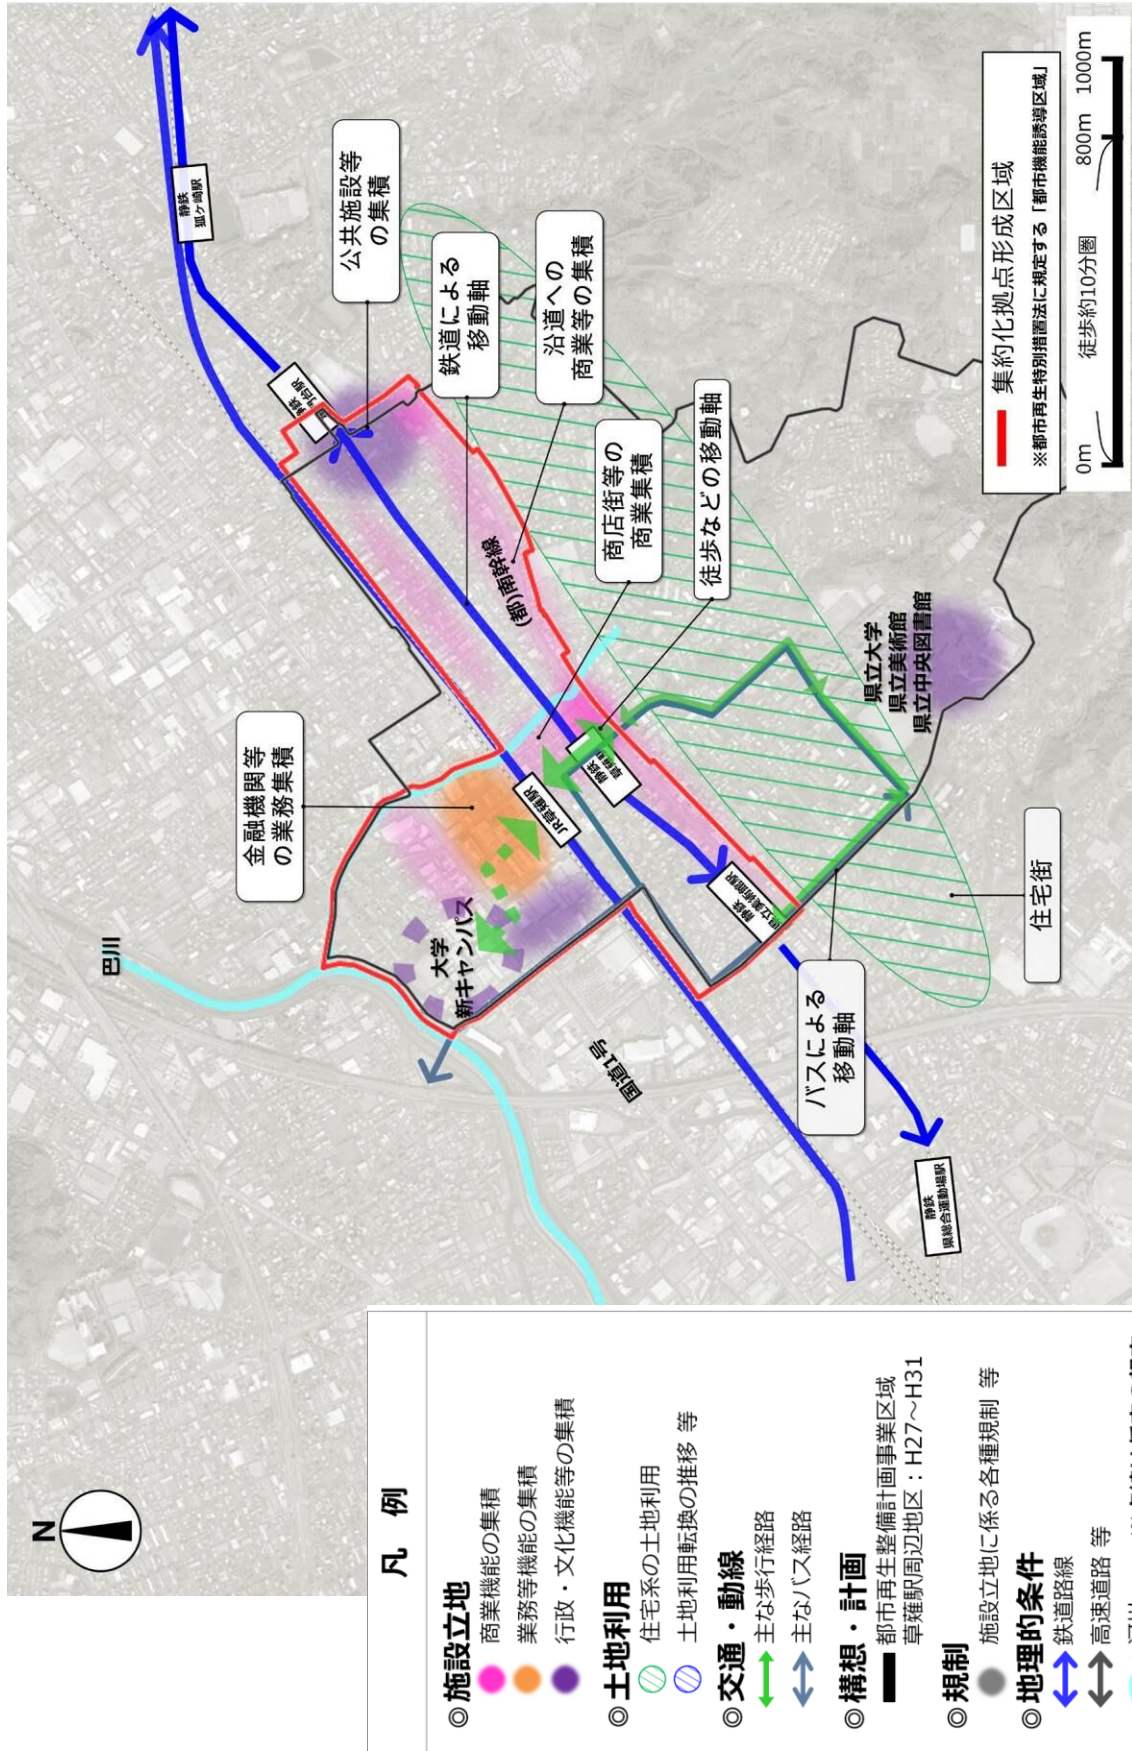 N
巴川
静鉄
狐ケ崎駅
公共施設等
の集積
鉄道による
移動軸
沿道への
商業等の集積
商店街等の
商業集積
徒歩などの移動軸
(都)南幹線
金融機関等
の業務集積
JR草薙駅
静鉄
静鉄
県立美術館駅
大学
新キャンパス
国道1号
県立大学
県立美術館
県立中央図書館
バスによる
移動軸
住宅街
静鉄
県総合運動場駅
集約化拠点形成区域
※都市再生特別措置法に規定する「都市機能誘導区域」
0m
徒歩約10分圏
800m
1000m
凡 例
◎施設立地
商業機能の集積
業務等機能の集積
行政・文化機能等の集積
◎土地利用
住宅系の土地利用
土地利用転換の推移 等
◎交通・動線
主な歩行経路
主なバス経路
◎構想・計画
都市再生整備計画事業区域
草薙駅周辺地区：H27～H31
◎規制
施設立地に係る各種規制 等
◎地理的条件
鉄道路線
高速道路 等